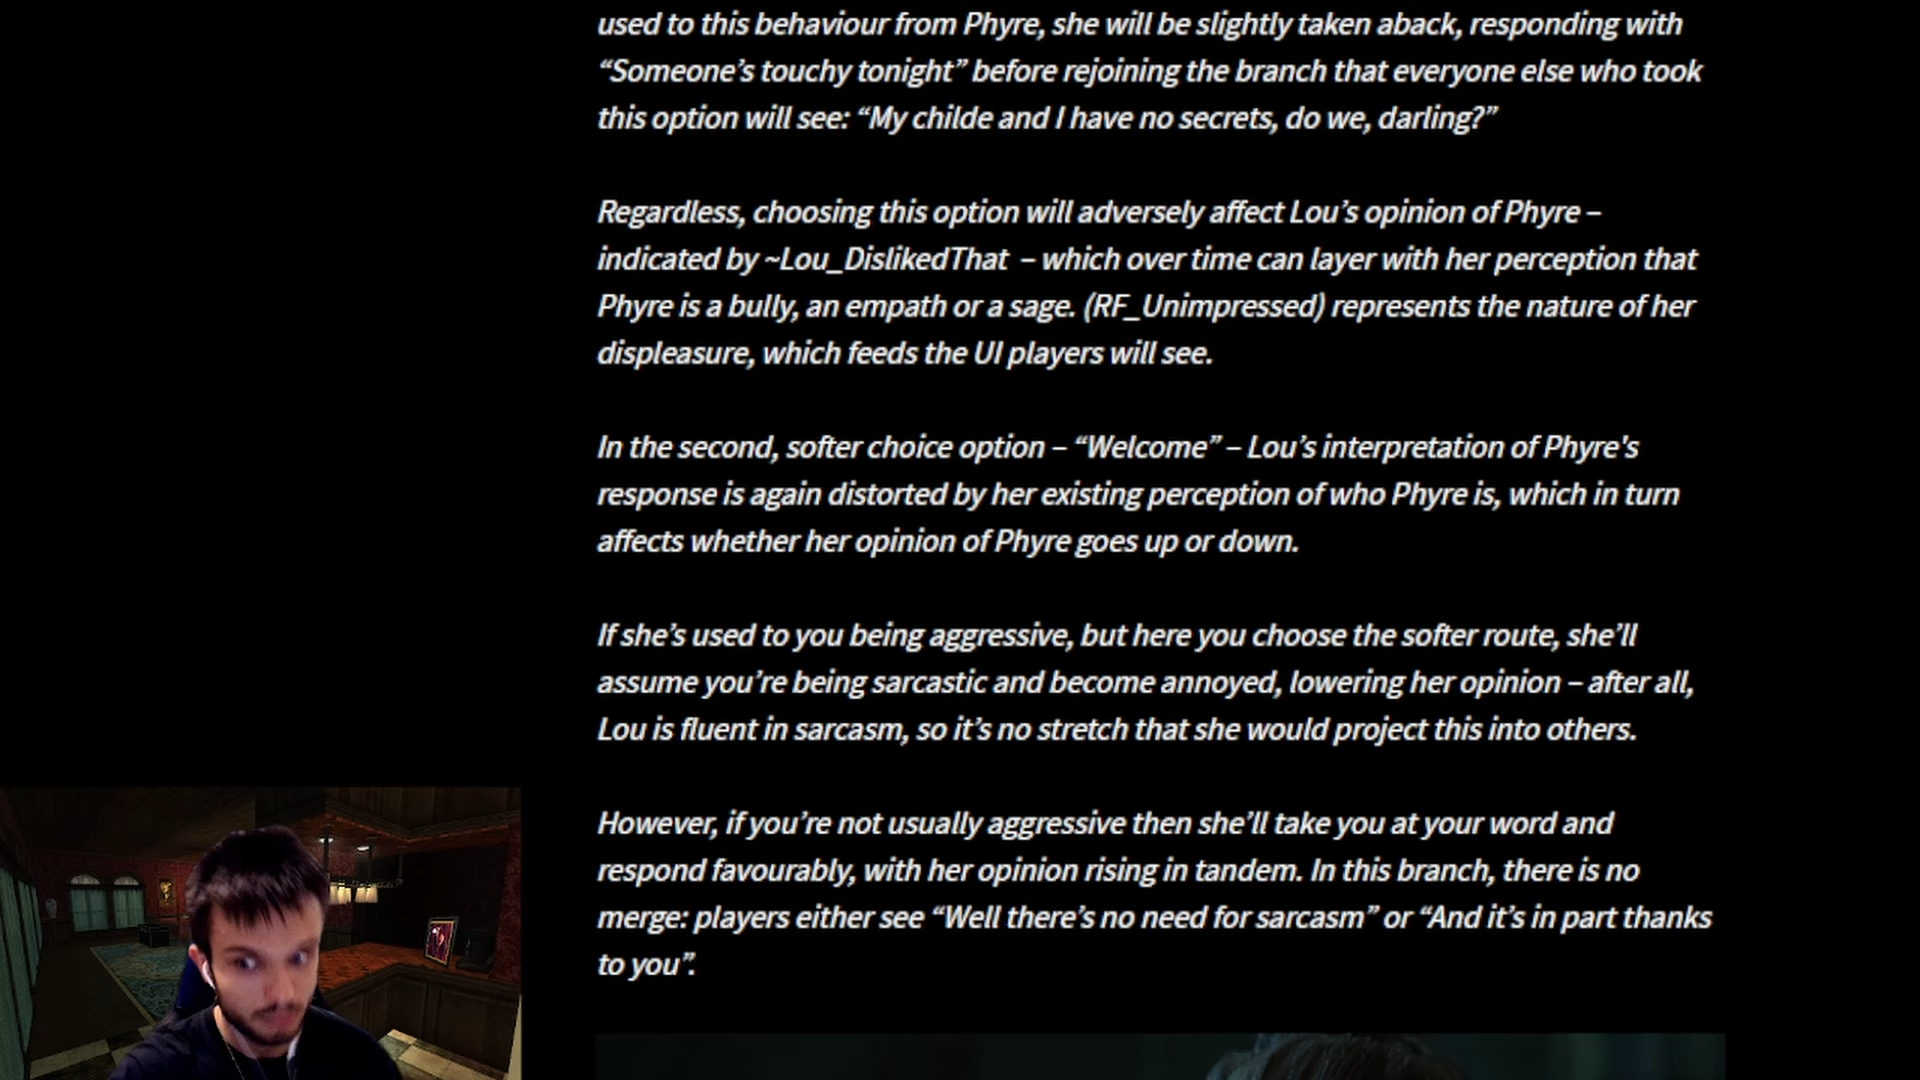 used to this behaviour from Phyre, she will be slightly taken aback, responding with
“Someone’s touchy tonight” before rejoining the branch that everyone else who took
this option will see: “My childe and I have no secrets, do we, darling?”
Regardless, choosing this option will adversely affect Lou’s opinion of Phyre –
indicated by ~Lou_DislikedThat – which over time can layer with her perception that
Phyre is a bully, an empath or a sage. (RF_Unimpressed) represents the nature of her
displeasure, which feeds the UI players will see.
In the second, softer choice option – “Welcome” – Lou’s interpretation of Phyre's
response is again distorted by her existing perception of who Phyre is, which in turn
affects whether her opinion of Phyre goes up or down.
If she’s used to you being aggressive, but here you choose the softer route, she’ll
assume you’re being sarcastic and become annoyed, lowering her opinion – after all,
Lou is fluent in sarcasm, so it’s no stretch that she would project this into others.
However, if you’re not usually aggressive then she’ll take you at your word and
respond favourably, with her opinion rising in tandem. In this branch, there is no
merge: players either see “Well there’s no need for sarcasm” or “And it’s in part thanks
to you”.